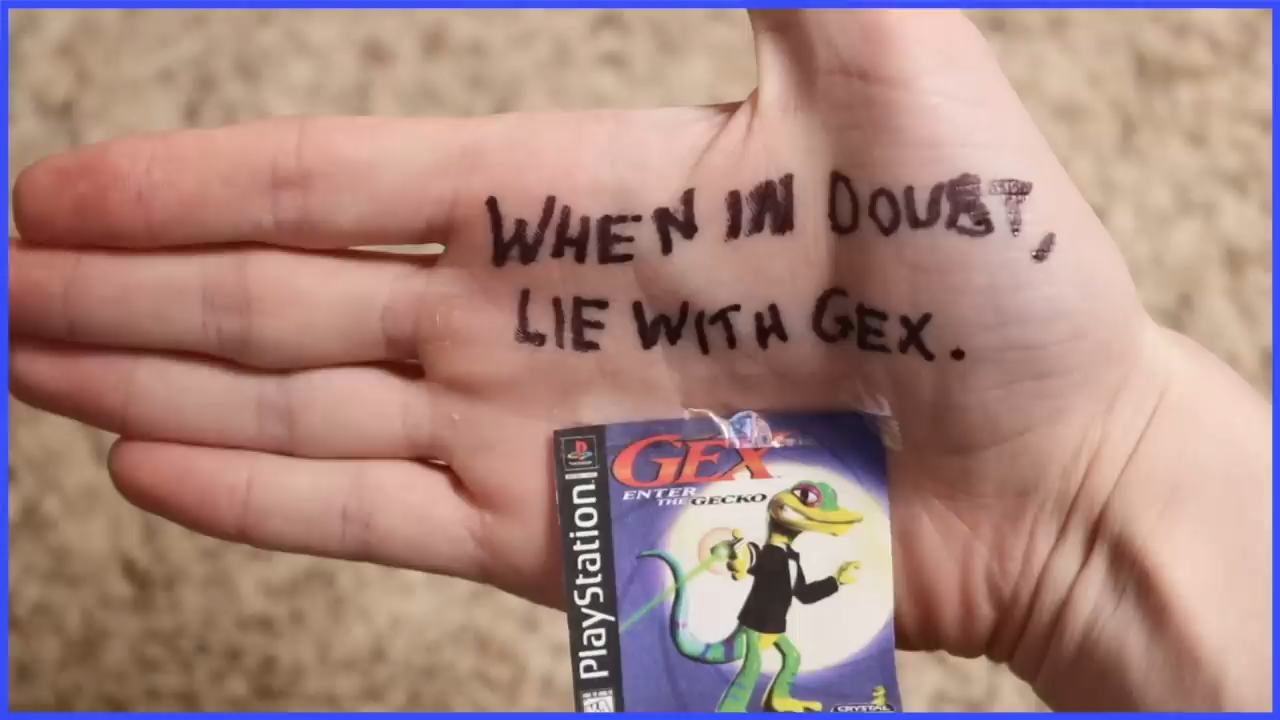 WHEN IN DOUBT,
LIE WITH GEX.
GEX
ENTER
THE GECKO
PlayStation
CRYSTAL